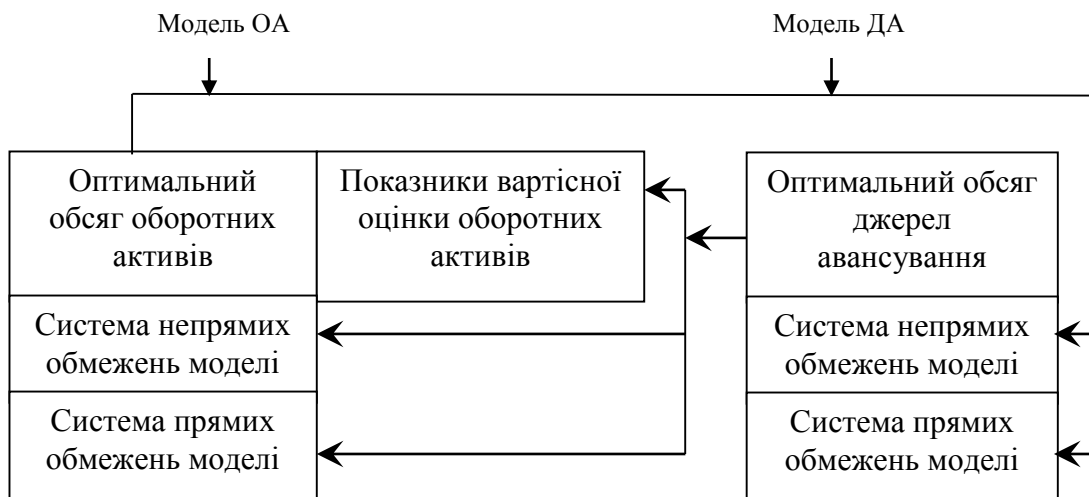 Модель ОА
Модель ДА
Оптимальний
обсяг оборотних
активів
Показники вартісної
оцінки оборотних
активів
Оптимальний обсяг
джерел
авансування
Система непрямих
обмежень моделі
Система непрямих
обмежень моделі
Система прямих
обмежень моделі
Система прямих
обмежень моделі